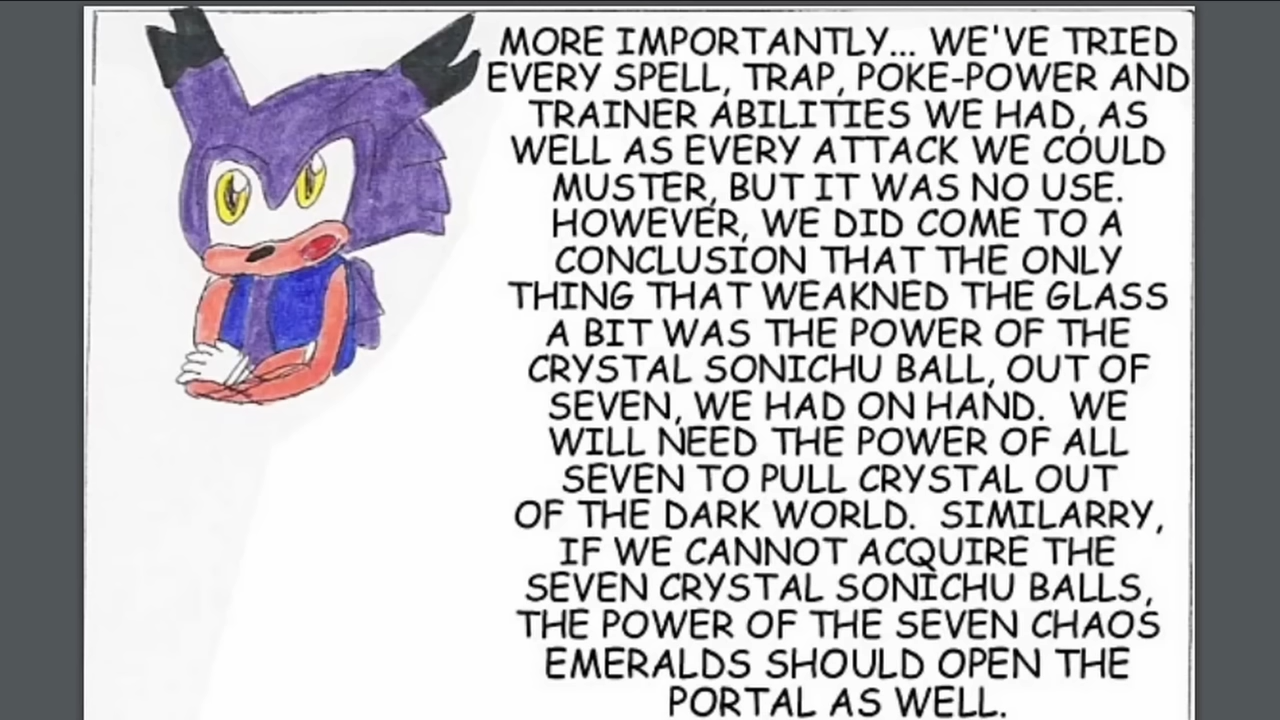 MORE IMPORTANTLY... WE'VE TRIED
EVERY SPELL, TRAP, POKE-POWER AND
TRAINER ABILITIES WE HAD, AS
WELL AS EVERY ATTACK WE COULD
MUSTER, BUT IT WAS NO USE.
HOWEVER, WE DID COME TO A
CONCLUSION THAT THE ONLY
THING THAT WEAKNED THE GLASS
A BIT WAS THE POWER OF THE
CRYSTAL SONICHU BALL, OUT OF
SEVEN, WE HAD ON HAND. WE
WILL NEED THE POWER OF ALL
SEVEN TO PULL CRYSTAL OUT
OF THE DARK WORLD. SIMILARRY,
IF WE CANNOT ACQUIRE THE
SEVEN CRYSTAL SONICHU BALLS,
THE POWER OF THE SEVEN CHAOS
EMERALDS SHOULD OPEN THE
PORTAL AS WELL.